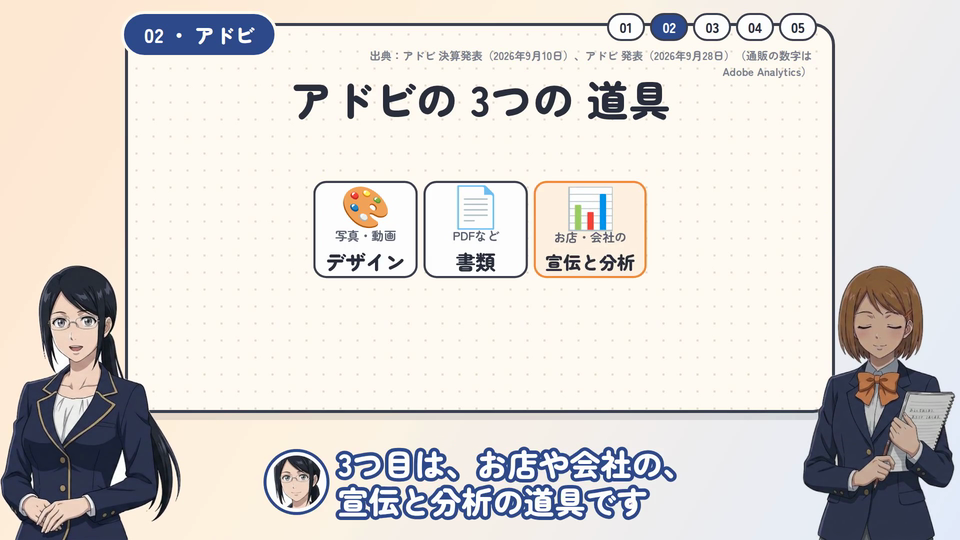 02 ・ アドビ
01 02 03 04 05
出典：アドビ 決算発表（2026年9月10日）、アドビ 発表（2026年9月28日）（通販の数字は
Adobe Analytics）
アドビの 3つの 道具
写真・動画
デザイン
PDFなど
書類
お店・会社の
宣伝と分析
3つ目は、お店や会社の、
宣伝と分析の道具です